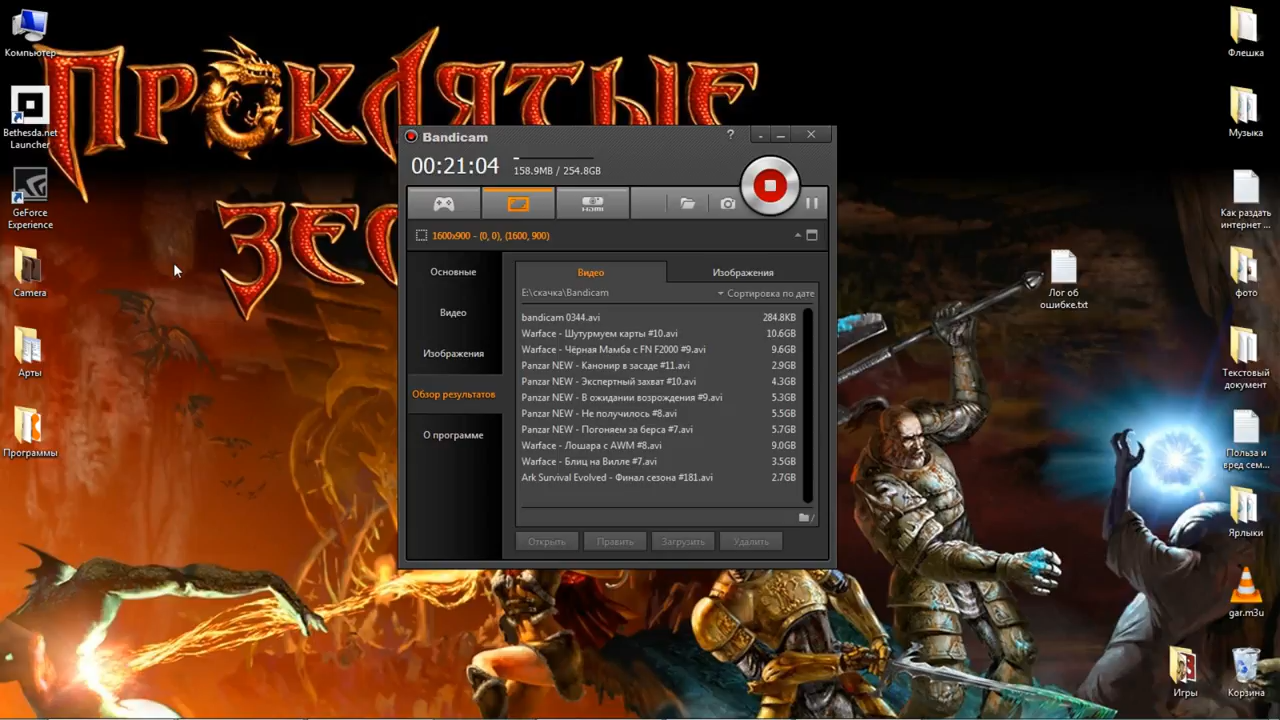 ПРОКЛЯТЫЕ
ЗЕ
Компьютер
Bethesda.net
Launcher
GeForce
Experience
Camera
Арты
Программы
Bandicam
?
00:21:04
158.9MB / 254.8GB
HDMI
1600x900 - (0, 0), (1600, 900)
Основные
Видео
Изображения
Обзор результатов
О программе
Видео
Изображения
E:\скачка\Bandicam
Сортировка по дате
bandicam 0344.avi 284.8KB
Warface - Шутурмуем карты #10.avi 10.6GB
Warface - Чёрная Мамба с FN F2000 #9.avi 9.6GB
Panzar NEW - Канонир в засаде #11.avi 2.9GB
Panzar NEW - Экспертный захват #10.avi 4.3GB
Panzar NEW - В ожидании возрождения #9.avi 5.3GB
Panzar NEW - Не получилось #8.avi 5.5GB
Panzar NEW - Погоняем за берса #7.avi 5.7GB
Warface - Лошара с AWM #8.avi 9.0GB
Warface - Блиц на Вилле #7.avi 3.5GB
Ark Survival Evolved - Финал сезона #181.avi 2.7GB
Открыть
Править
Загрузить
Удалить
Лог об
ошибке.txt
Флешка
Музыка
Как раздать
интернет ...
фото
Текстовый
документ
Польза и
вред сем...
Ярлыки
gar.m3u
Игры
Корзина